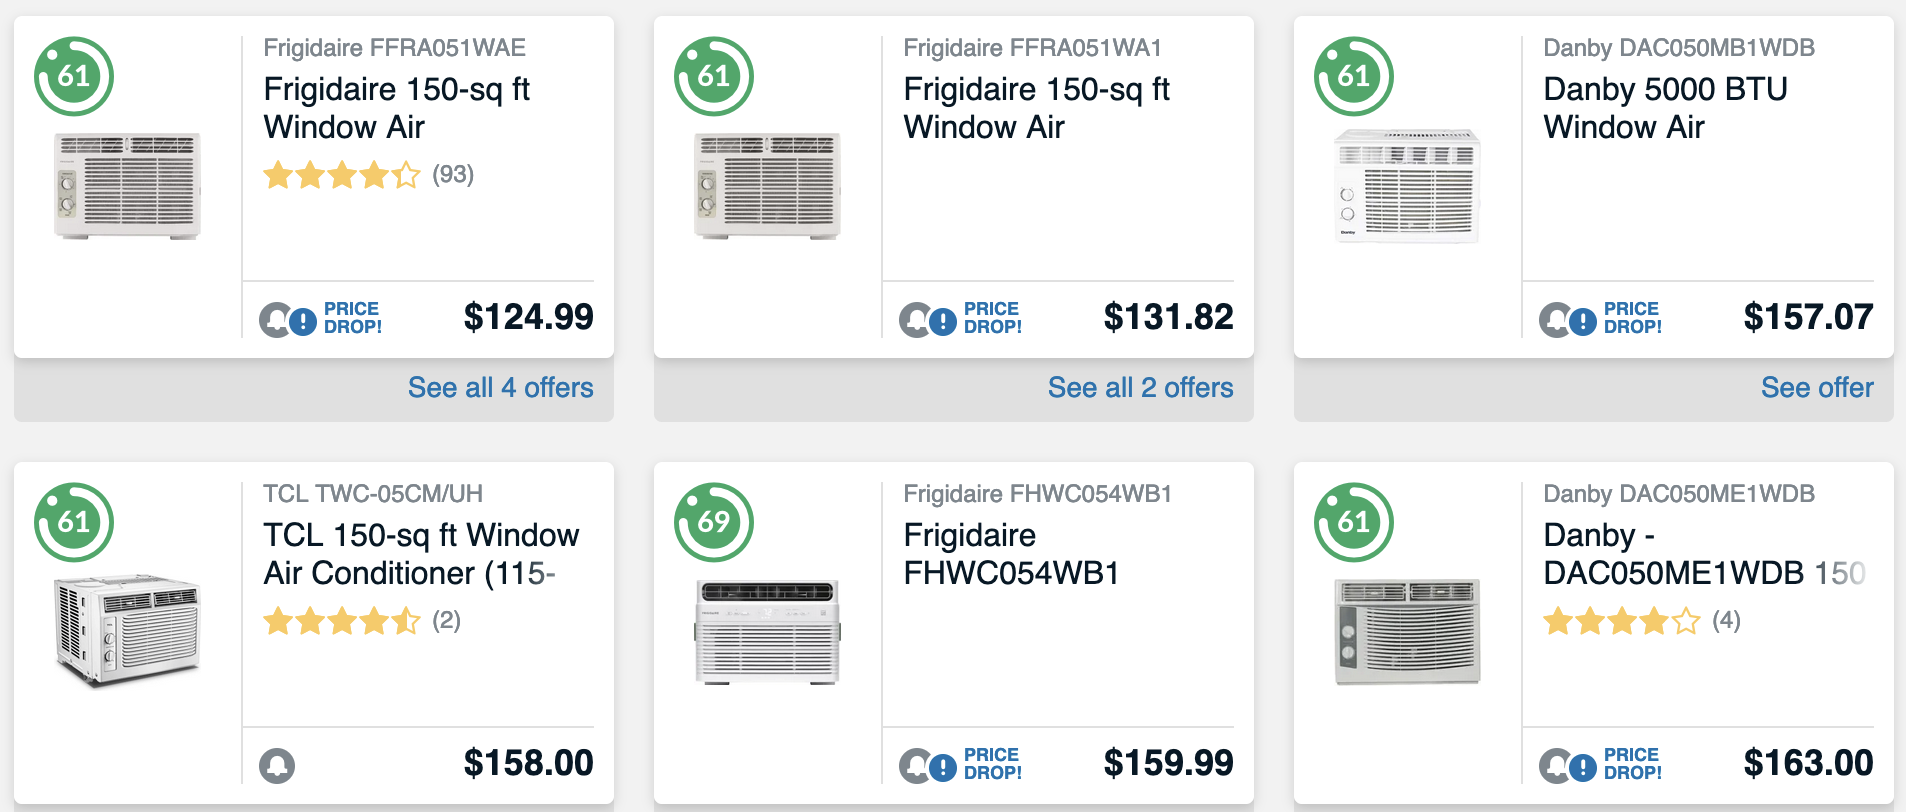 61
Frigidaire FFRA051WAE
Frigidaire 150-sq ft
Window Air
(93)
PRICE
DROP!
$124.99
See all 4 offers
61
Frigidaire FFRA051WA1
Frigidaire 150-sq ft
Window Air
PRICE
DROP!
$131.82
See all 2 offers
61
Danby DAC050MB1WDB
Danby 5000 BTU
Window Air
Danby
PRICE
DROP!
$157.07
See offer
61
TCL TWC-05CM/UH
TCL 150-sq ft Window
Air Conditioner (115-
(2)
$158.00
69
Frigidaire FHWC054WB1
Frigidaire
FHWC054WB1
PRICE
DROP!
$159.99
61
Danby DAC050ME1WDB
Danby -
DAC050ME1WDB 150
(4)
PRICE
DROP!
$163.00